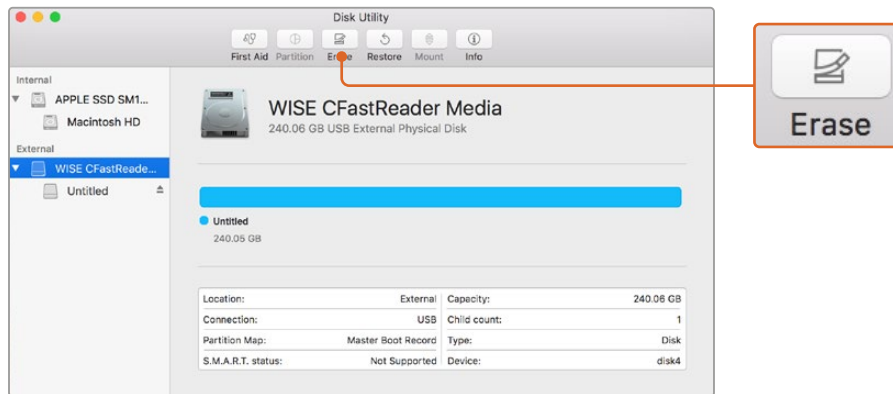 Disk Utility
First Aid Partition Erase Restore Mount Info
Erase
Internal
APPLE SSD SM1...
Macintosh HD
External
WISE CFastReade...
Untitled
WISE CFastReader Media
240.06 GB USB External Physical Disk
Untitled
240.05 GB
Location: External Capacity: 240.06 GB
Connection: USB Child count: 1
Partition Map: Master Boot Record Type: Disk
S.M.A.R.T. status: Not Supported Device: disk4